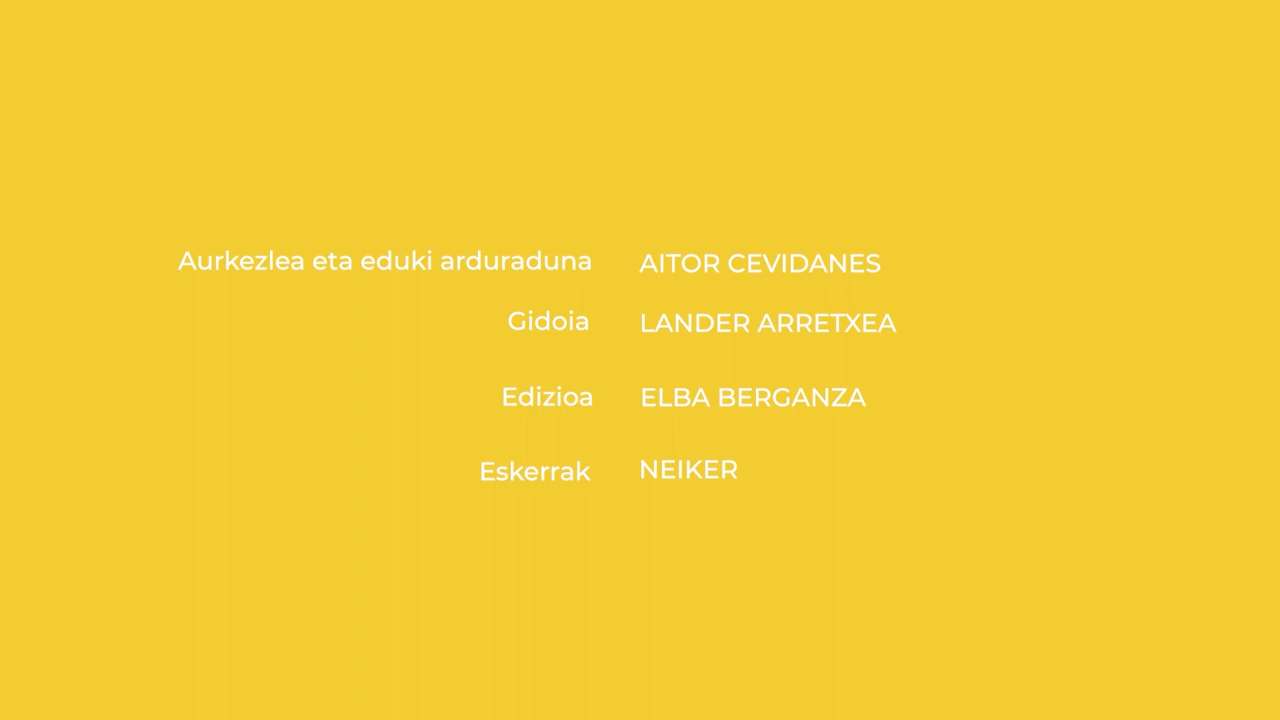 Aurkezlea eta eduki arduraduna AITOR CEVIDANES
Gidoia LANDER ARRETXEA
Edizioa ELBA BERGANZA
Eskerrak NEIKER